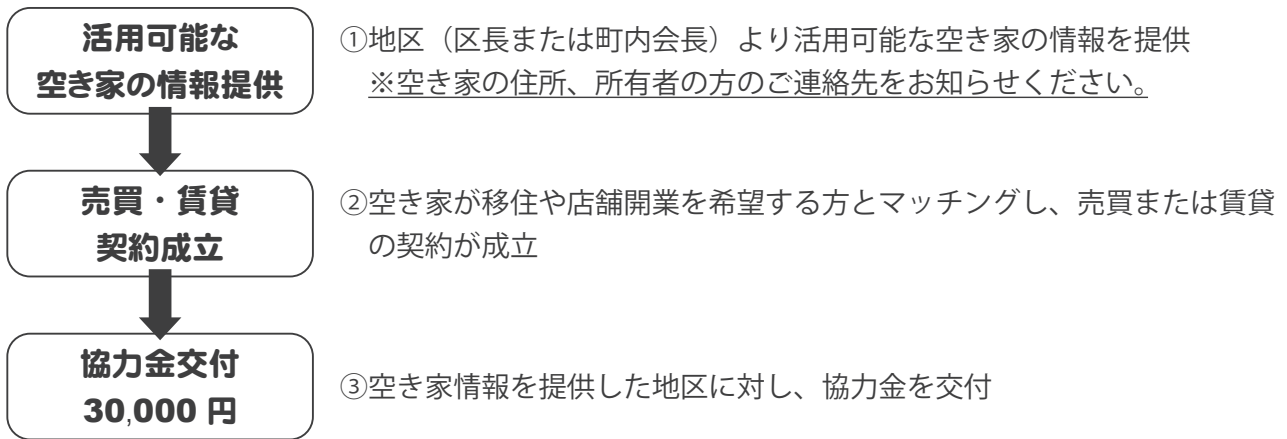 活用可能な
空き家の情報提供
①地区（区長または町内会長）より活用可能な空き家の情報を提供
※空き家の住所、所有者の方のご連絡先をお知らせください。
売買・賃貸
契約成立
②空き家が移住や店舗開業を希望する方とマッチングし、売買または賃貸
の契約が成立
協力金交付
30,000 円
③空き家情報を提供した地区に対し、協力金を交付